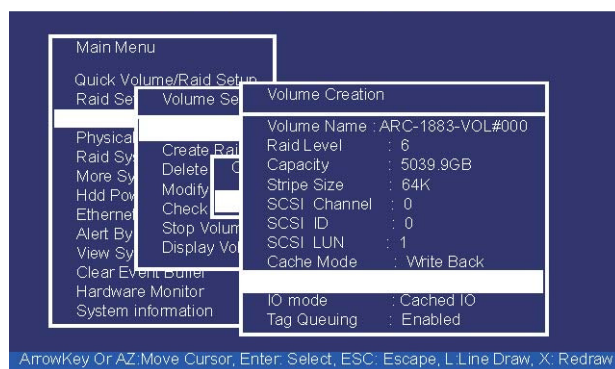 Main Menu
Quick Volume/Raid Setup
Raid Set
Physical
Raid Sy
More Sy
Hdd Pow
Ethernet
Alert By
View Sy
Clear Event Buffer
Hardware Monitor
System information
Volume Se
Create Rai
Delete
Modify
Check
Stop Volum
Display Vol
Volume Creation
Volume Name : ARC-1883-VOL#000
Raid Level : 6
Capacity : 5039.9GB
Stripe Size : 64K
SCSI Channel : 0
SCSI ID : 0
SCSI LUN : 1
Cache Mode : Write Back
IO mode : Cached IO
Tag Queuing : Enabled
ArrowKey Or AZ:Move Cursor, Enter: Select, ESC: Escape, L:Line Draw, X: Redraw